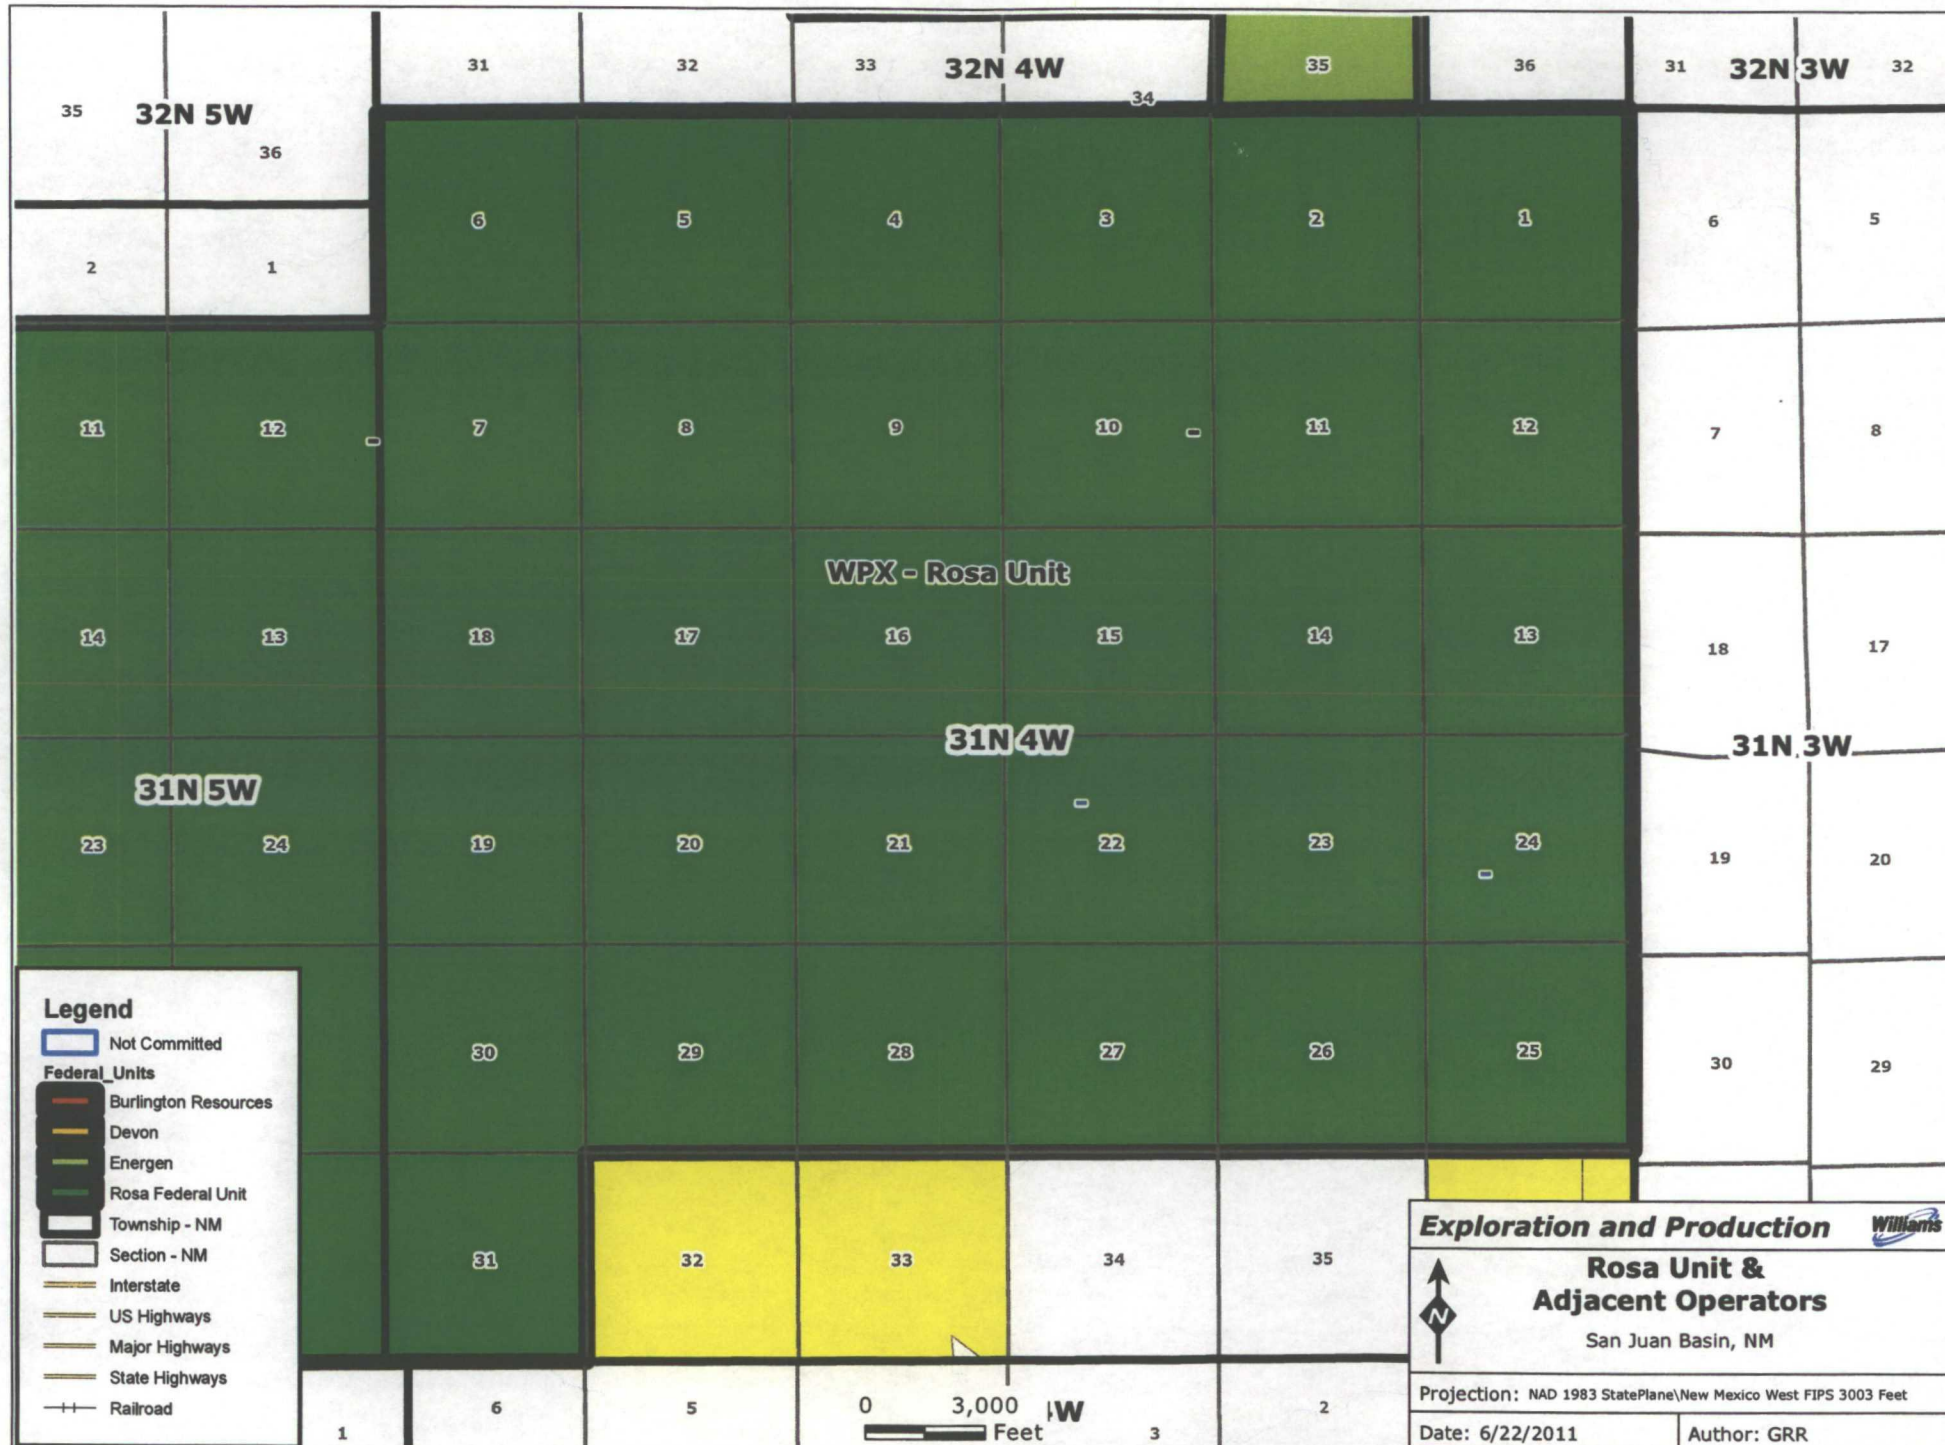 31 32 33 32N 4W 35 36 31 32N 3W 32
34
35 32N 5W
36
6 5 4 3 2 1 6 5
2 1
11 12 7 8 9 10 11 12 7 8
WPX - Rosa Unit
14 13 18 17 16 15 14 13 18 17
31N 4W 31N 3W
31N 5W
23 24 19 20 21 22 23 24 19 20
30 29 28 27 26 25 30 29
31 32 33 34 35
6 5 W 2
1 3
Legend
Not Committed
Federal_Units
Burlington Resources
Devon
Energen
Rosa Federal Unit
Township - NM
Section - NM
Interstate
US Highways
Major Highways
State Highways
Railroad
0 3,000
Feet
Exploration and Production Williams
N
Rosa Unit &
Adjacent Operators
San Juan Basin, NM
Projection: NAD 1983 StatePlane\New Mexico West FIPS 3003 Feet
Date: 6/22/2011 Author: GRR